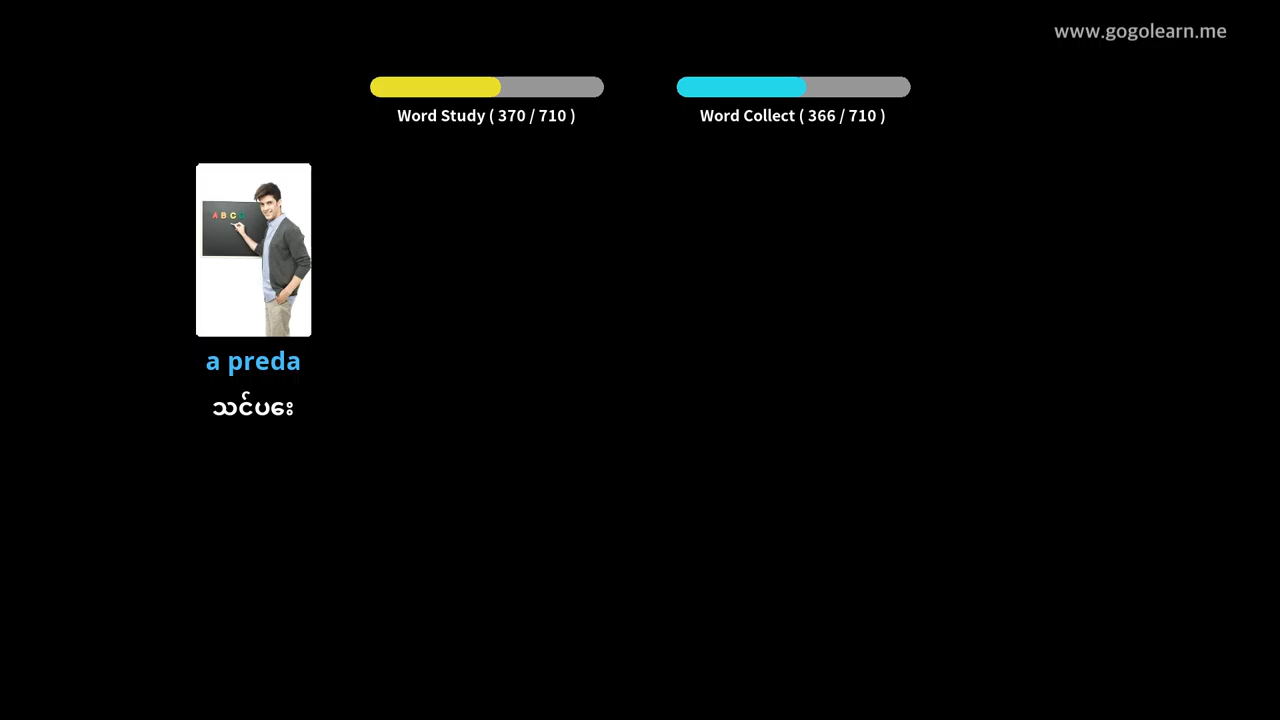 www.gogolearn.me
Word Study ( 370 / 710 )
Word Collect ( 366 / 710 )
A B C D
a preda
သင်ပေး